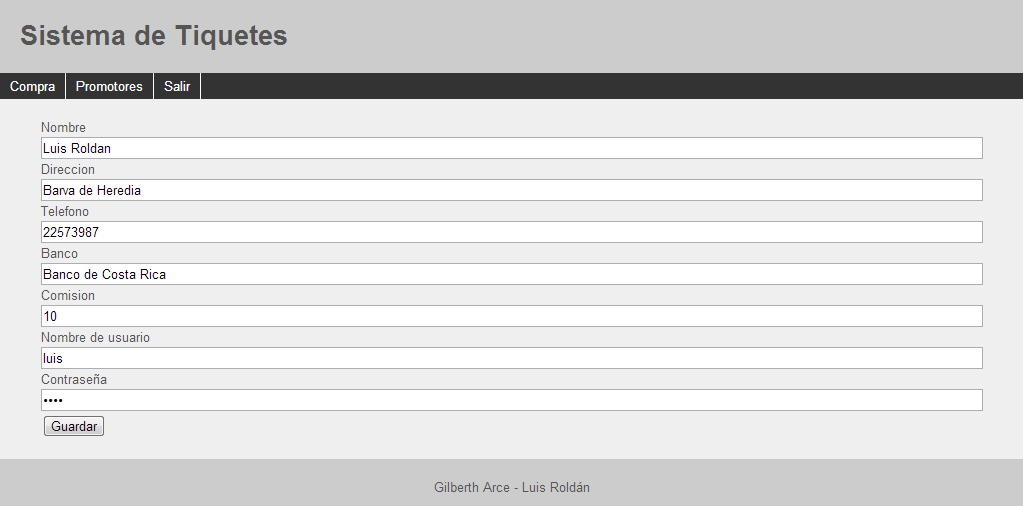 Sistema de Tiquetes
Compra Promotores Salir
Nombre
Luis Roldan
Direccion
Barva de Heredia
Telefono
22573987
Banco
Banco de Costa Rica
Comision
10
Nombre de usuario
luis
Contraseña
••••
Guardar
Gilberth Arce - Luis Roldán